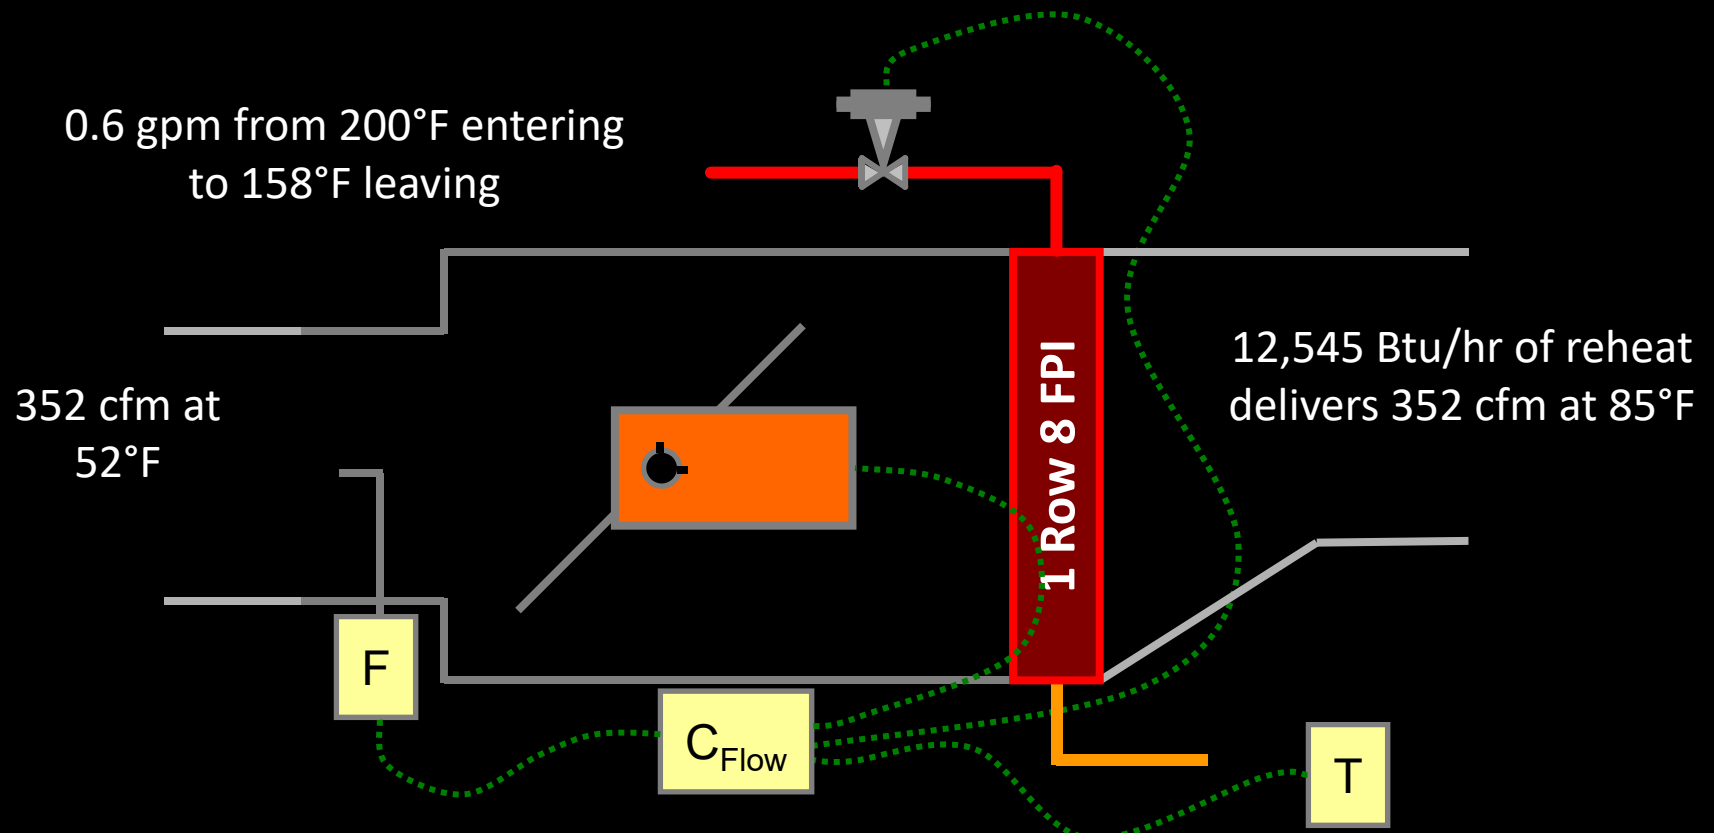 0.6 gpm from 200°F entering
to 158°F leaving
352 cfm at
52°F
1 Row 8 FPI
12,545 Btu/hr of reheat
delivers 352 cfm at 85°F
F
CFlow
T